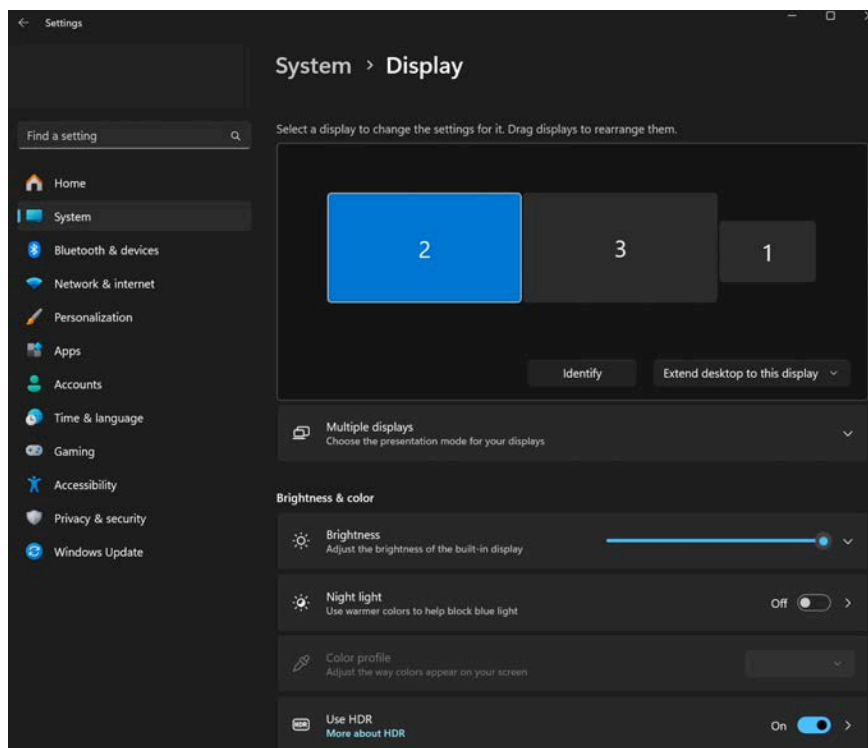 Settings
System > Display
Find a setting
Select a display to change the settings for it. Drag displays to rearrange them.
Home
System
Bluetooth & devices
Network & internet
Personalization
Apps
Accounts
Time & language
Gaming
Accessibility
Privacy & security
Windows Update
2
3
1
Identify
Extend desktop to this display
Multiple displays
Choose the presentation mode for your displays
Brightness & color
Brightness
Adjust the brightness of the built-in display
Night light
Use warmer colors to help block blue light
Off
Color profile
Adjust the way colors appear on your screen
HDR
Use HDR
More about HDR
On